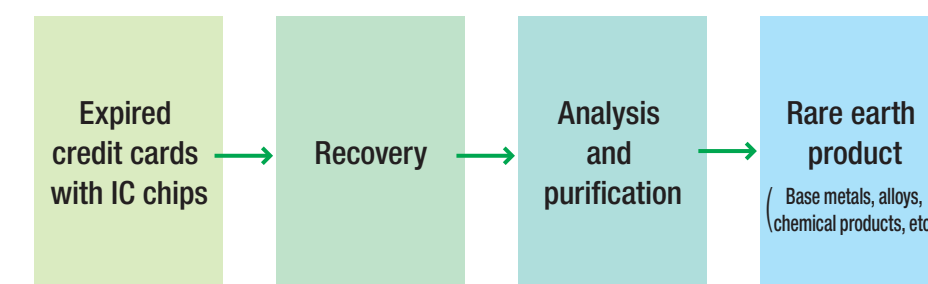 Expired
credit cards
with IC chips
Recovery
Analysis
and
purification
Rare earth
product
(Base metals, alloys,
chemical products, etc